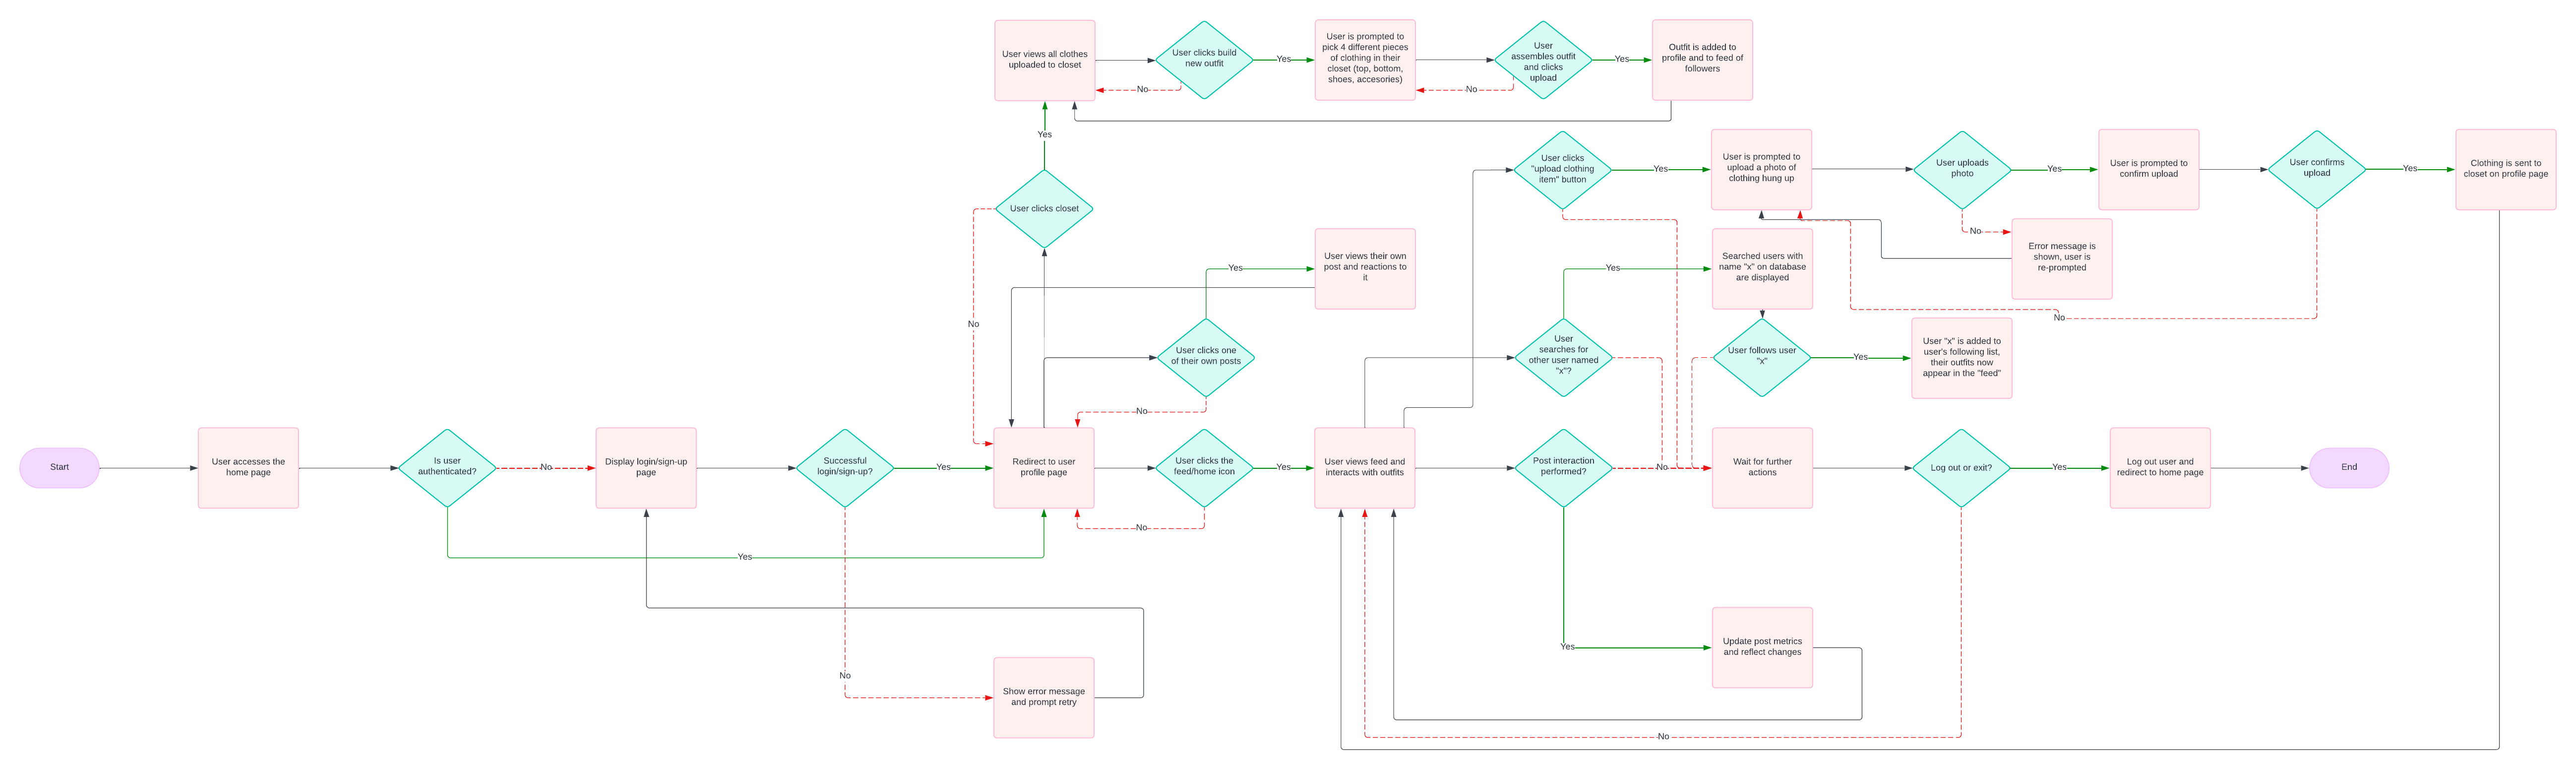 User views all clothes
uploaded to closet
User clicks build
new outfit
Yes
No
User is prompted to
pick 4 different pieces
of clothing in their
closet (top, bottom,
shoes, accesories)
User
assembles outfit
and clicks
upload
Yes
No
Outfit is added to
profile and to feed of
followers
Yes
User clicks closet
No
User clicks
"upload clothing
item" button
Yes
User is prompted to
upload a photo of
clothing hung up
User uploads
photo
Yes
No
User is prompted to
confirm upload
User confirms
upload
Yes
No
Clothing is sent to
closet on profile page
Error message is
shown, user is
re-prompted
User views their own
post and reactions to
it
Yes
User clicks one
of their own posts
No
Searched users with
name "x" on database
are displayed
Yes
User
searches for
other user named
"x"?
User follows user
"x"
Yes
User "x" is added to
user's following list,
their outfits now
appear in the "feed"
Start
User accesses the
home page
Is user
authenticated?
No
Yes
Display login/sign-up
page
Successful
login/sign-up?
Yes
No
Redirect to user
profile page
User clicks the
feed/home icon
Yes
No
User views feed and
interacts with outfits
Post interaction
performed?
No
Yes
Wait for further
actions
Log out or exit?
Yes
No
Log out user and
redirect to home page
End
Update post metrics
and reflect changes
Show error message
and prompt retry